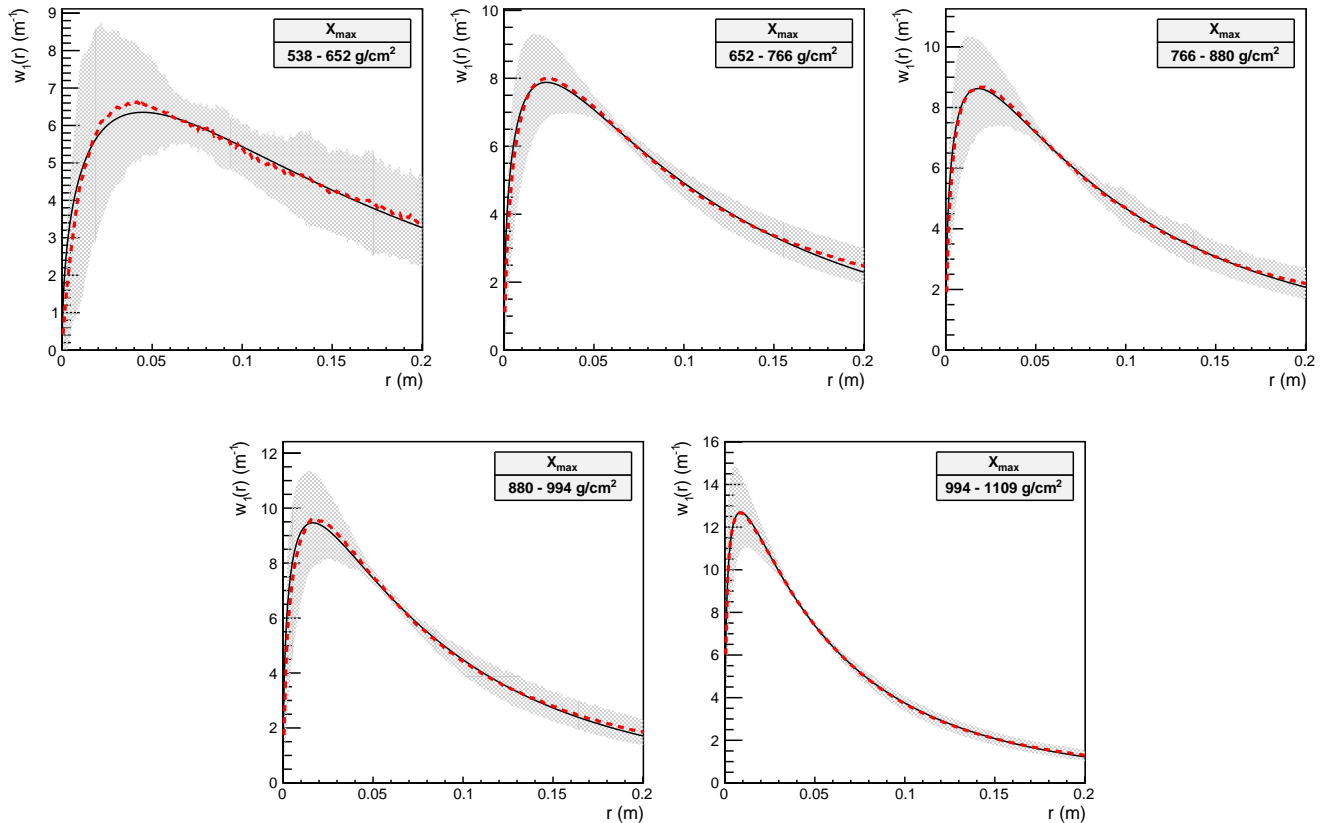 w₁(r) (m⁻¹)
9
8
7
6
5
4
3
2
1
0
X_max
538 - 652 g/cm²
0 0.05 0.1 0.15 0.2
r (m)
w₁(r) (m⁻¹)
10
8
6
4
2
0
X_max
652 - 766 g/cm²
0 0.05 0.1 0.15 0.2
r (m)
w₁(r) (m⁻¹)
10
8
6
4
2
0
X_max
766 - 880 g/cm²
0 0.05 0.1 0.15 0.2
r (m)
w₁(r) (m⁻¹)
12
10
8
6
4
2
0
X_max
880 - 994 g/cm²
0 0.05 0.1 0.15 0.2
r (m)
w₁(r) (m⁻¹)
16
14
12
10
8
6
4
2
0
X_max
994 - 1109 g/cm²
0 0.05 0.1 0.15 0.2
r (m)